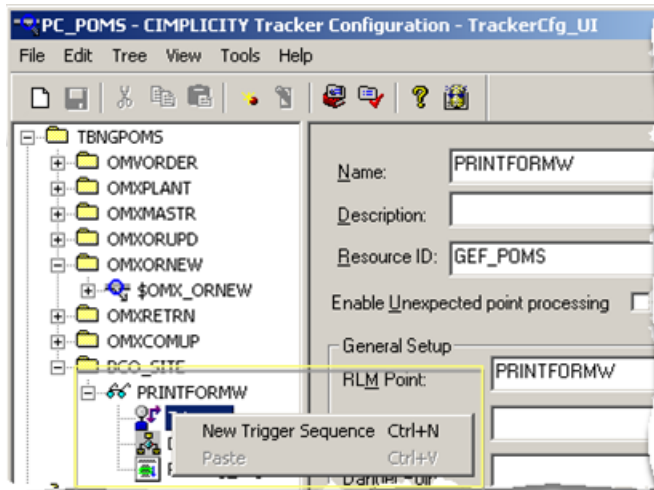 PC_POMS - CIMPLICITY Tracker Configuration - TrackerCfg_UI
File Edit Tree View Tools Help
TBNGPOMS
OMVORDER
OMXPLANT
OMXMASTR
OMXORUPD
OMXORNEW
$OMX_ORNEW
OMXRETRN
OMXCOMUP
BCO_SITE
PRINTFORMW
New Trigger Sequence Ctrl+N
Paste Ctrl+V
Name: PRINTFORMW
Description:
Resource ID: GEF_POMS
Enable Unexpected point processing
General Setup
RLM Point: PRINTFORMW